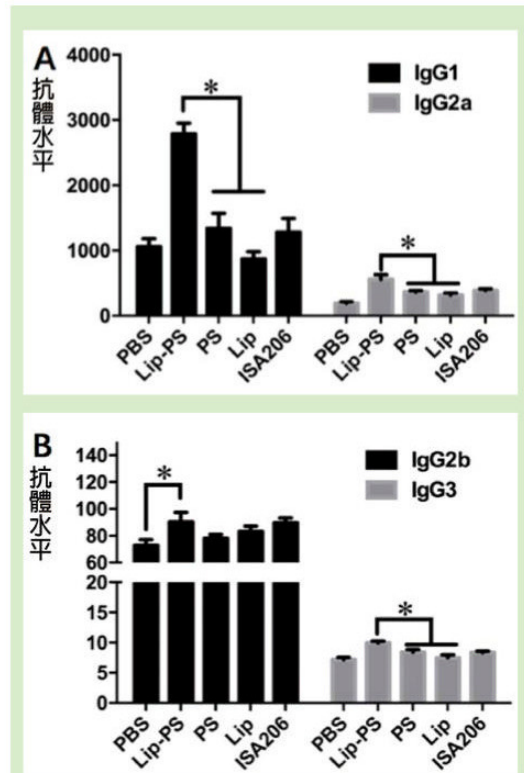 A
抗體水平
IgG1
IgG2a
4000
3000
2000
1000
0
*
*
PBS
Lip-PS
PS
Lip
ISA206
PBS
Lip-PS
PS
Lip
ISA206
B
抗體水平
IgG2b
IgG3
140
120
100
80
60
20
15
10
5
0
*
*
PBS
Lip-PS
PS
Lip
ISA206
PBS
Lip-PS
PS
Lip
ISA206